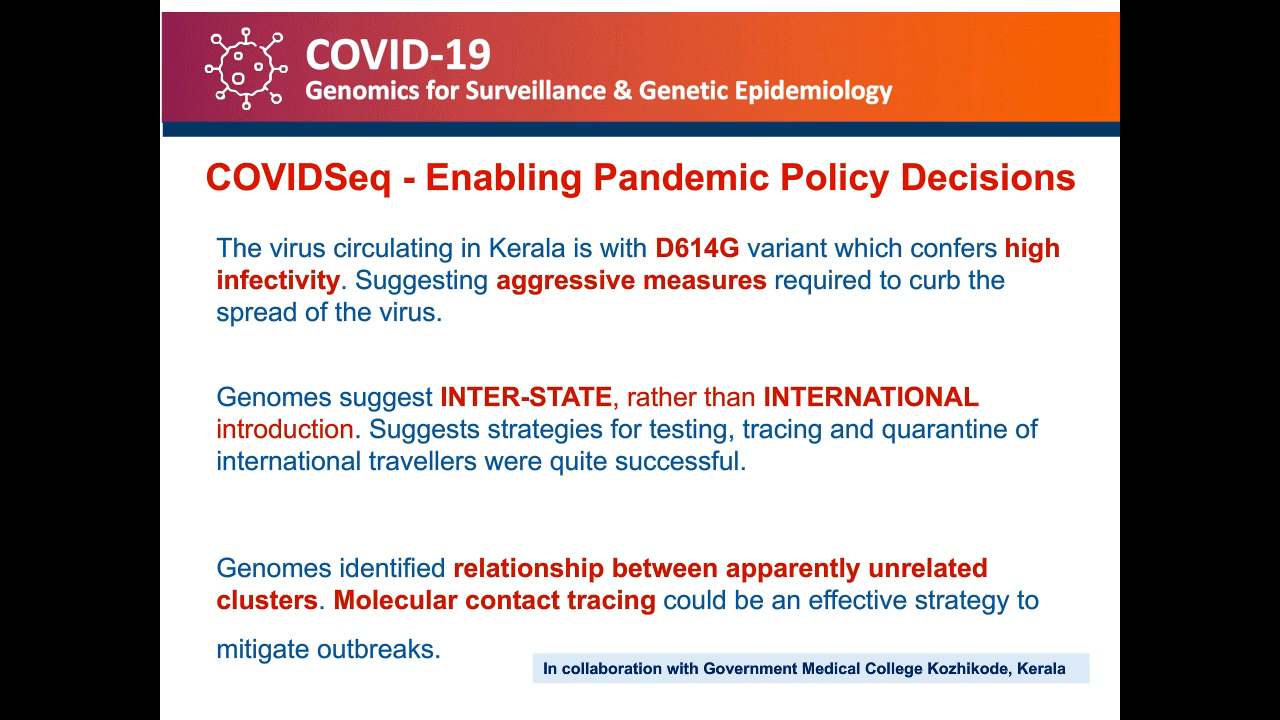 COVID-19
Genomics for Surveillance & Genetic Epidemiology
COVIDSeq - Enabling Pandemic Policy Decisions
The virus circulating in Kerala is with D614G variant which confers high
infectivity. Suggesting aggressive measures required to curb the
spread of the virus.
Genomes suggest INTER-STATE, rather than INTERNATIONAL
introduction. Suggests strategies for testing, tracing and quarantine of
international travellers were quite successful.
Genomes identified relationship between apparently unrelated
clusters. Molecular contact tracing could be an effective strategy to
mitigate outbreaks.
In collaboration with Government Medical College Kozhikode, Kerala